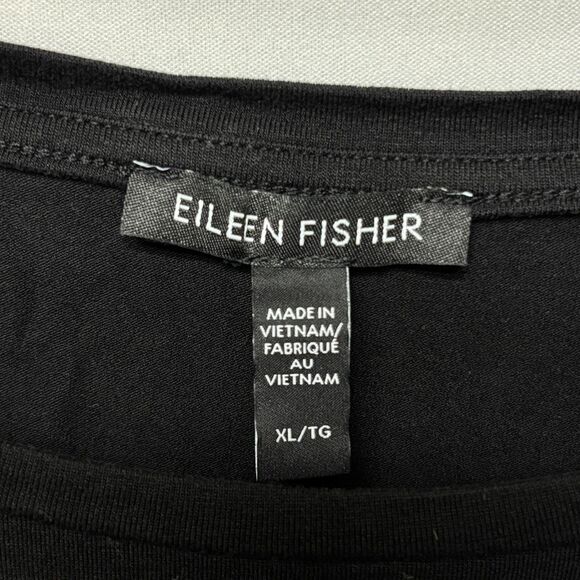 EILEEN FISHER
MADE IN
VIETNAM/
FABRIQUÉ
AU
VIETNAM
XL/TG